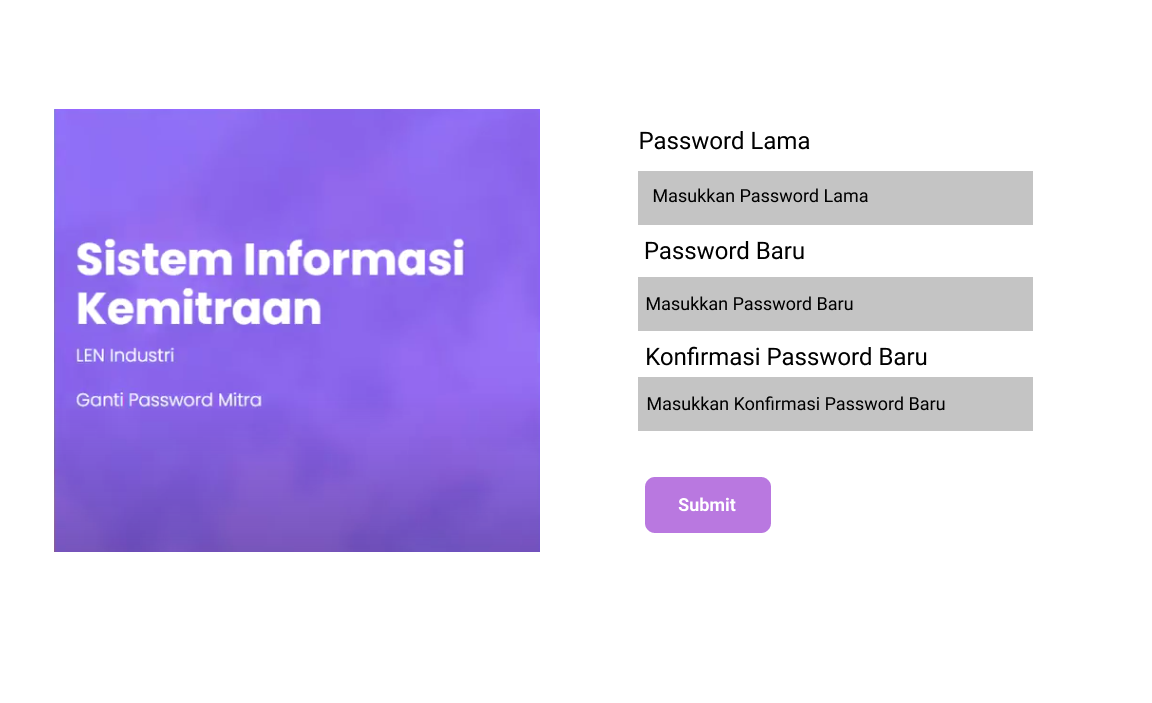 Sistem Informasi
Kemitraan
LEN Industri
Ganti Password Mitra
Password Lama
Masukkan Password Lama
Password Baru
Masukkan Password Baru
Konfirmasi Password Baru
Masukkan Konfirmasi Password Baru
Submit